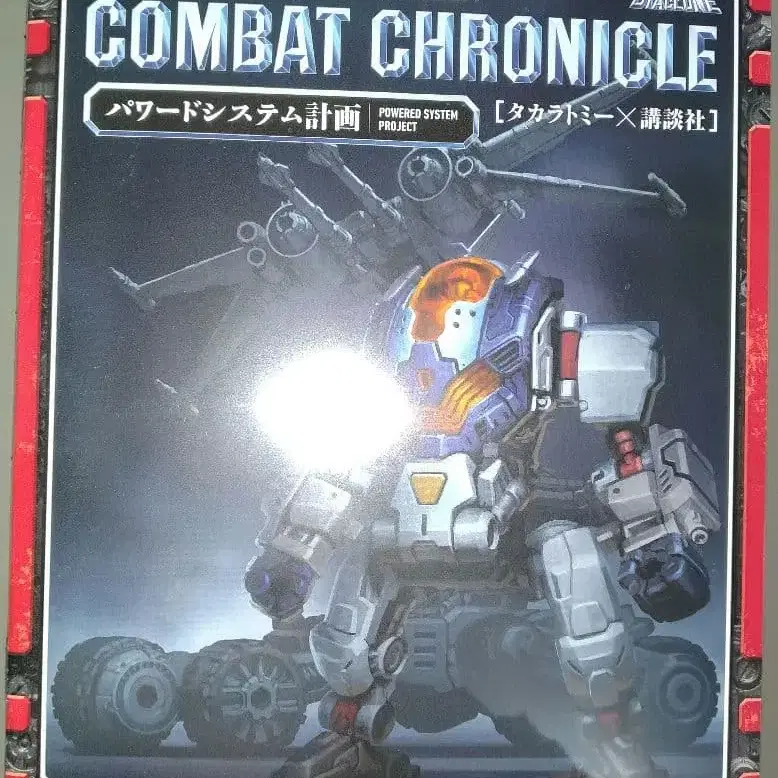 DIACLONE
COMBAT CHRONICLE
パワードシステム計画 POWERED SYSTEM
PROJECT
[タカラトミー×講談社]